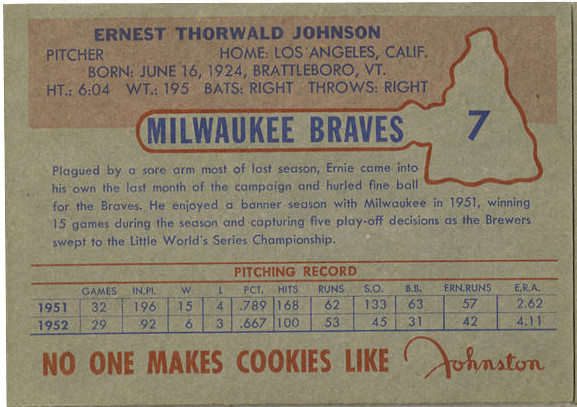 ERNEST THORWALD JOHNSON
PITCHER HOME: LOS ANGELES, CALIF.
BORN: JUNE 16, 1924, BRATTLEBORO, VT.
HT.: 6:04 WT.: 195 BATS: RIGHT THROWS: RIGHT
MILWAUKEE BRAVES 7
Plagued by a sore arm most of last season, Ernie came into
his own the last month of the campaign and hurled fine ball
for the Braves. He enjoyed a banner season with Milwaukee in 1951, winning
15 games during the season and capturing five play-off decisions as the Brewers
swept to the Little World's Series Championship.
PITCHING RECORD
GAMES IN.PI. W L PCT. HITS RUNS S.O. B.B. ERN.RUNS E.R.A.
1951 32 196 15 4 .789 168 62 133 63 57 2.62
1952 29 92 6 3 .667 100 53 45 31 42 4.11
NO ONE MAKES COOKIES LIKE Johnston